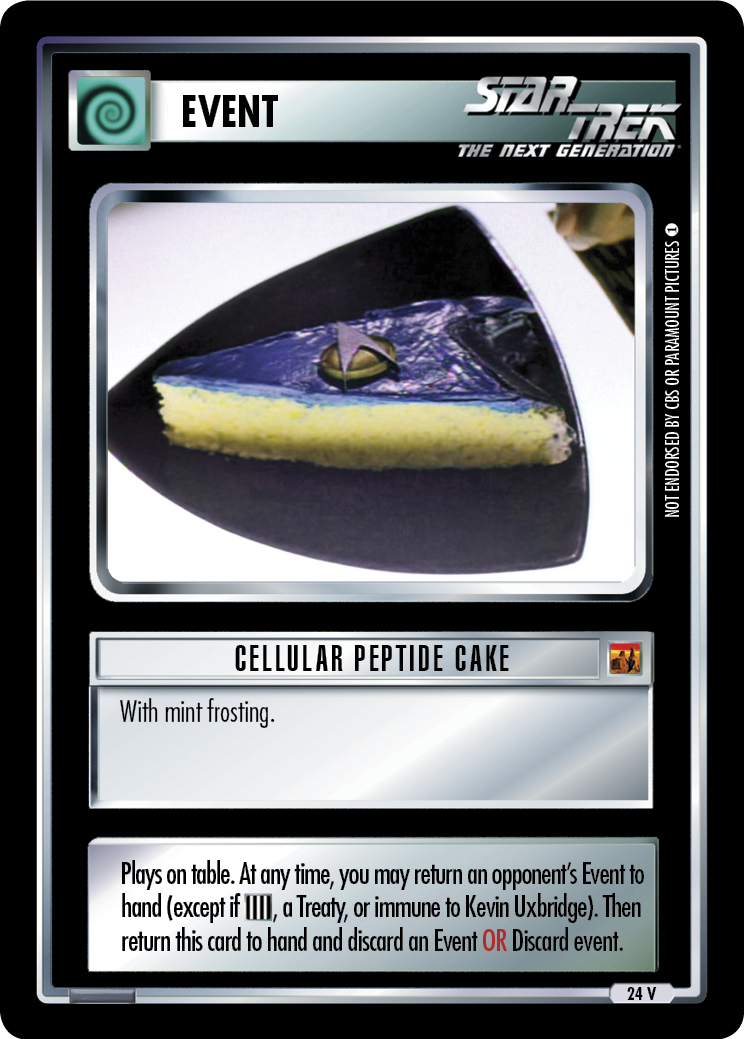 EVENT
STAR TREK
THE NEXT GENERATION
NOT ENDORSED BY CBS OR PARAMOUNT PICTURES 1
CELLULAR PEPTIDE CAKE
With mint frosting.
Plays on table. At any time, you may return an opponent's Event to
hand (except if , a Treaty, or immune to Kevin Uxbridge). Then
return this card to hand and discard an Event OR Discard event.
24 V